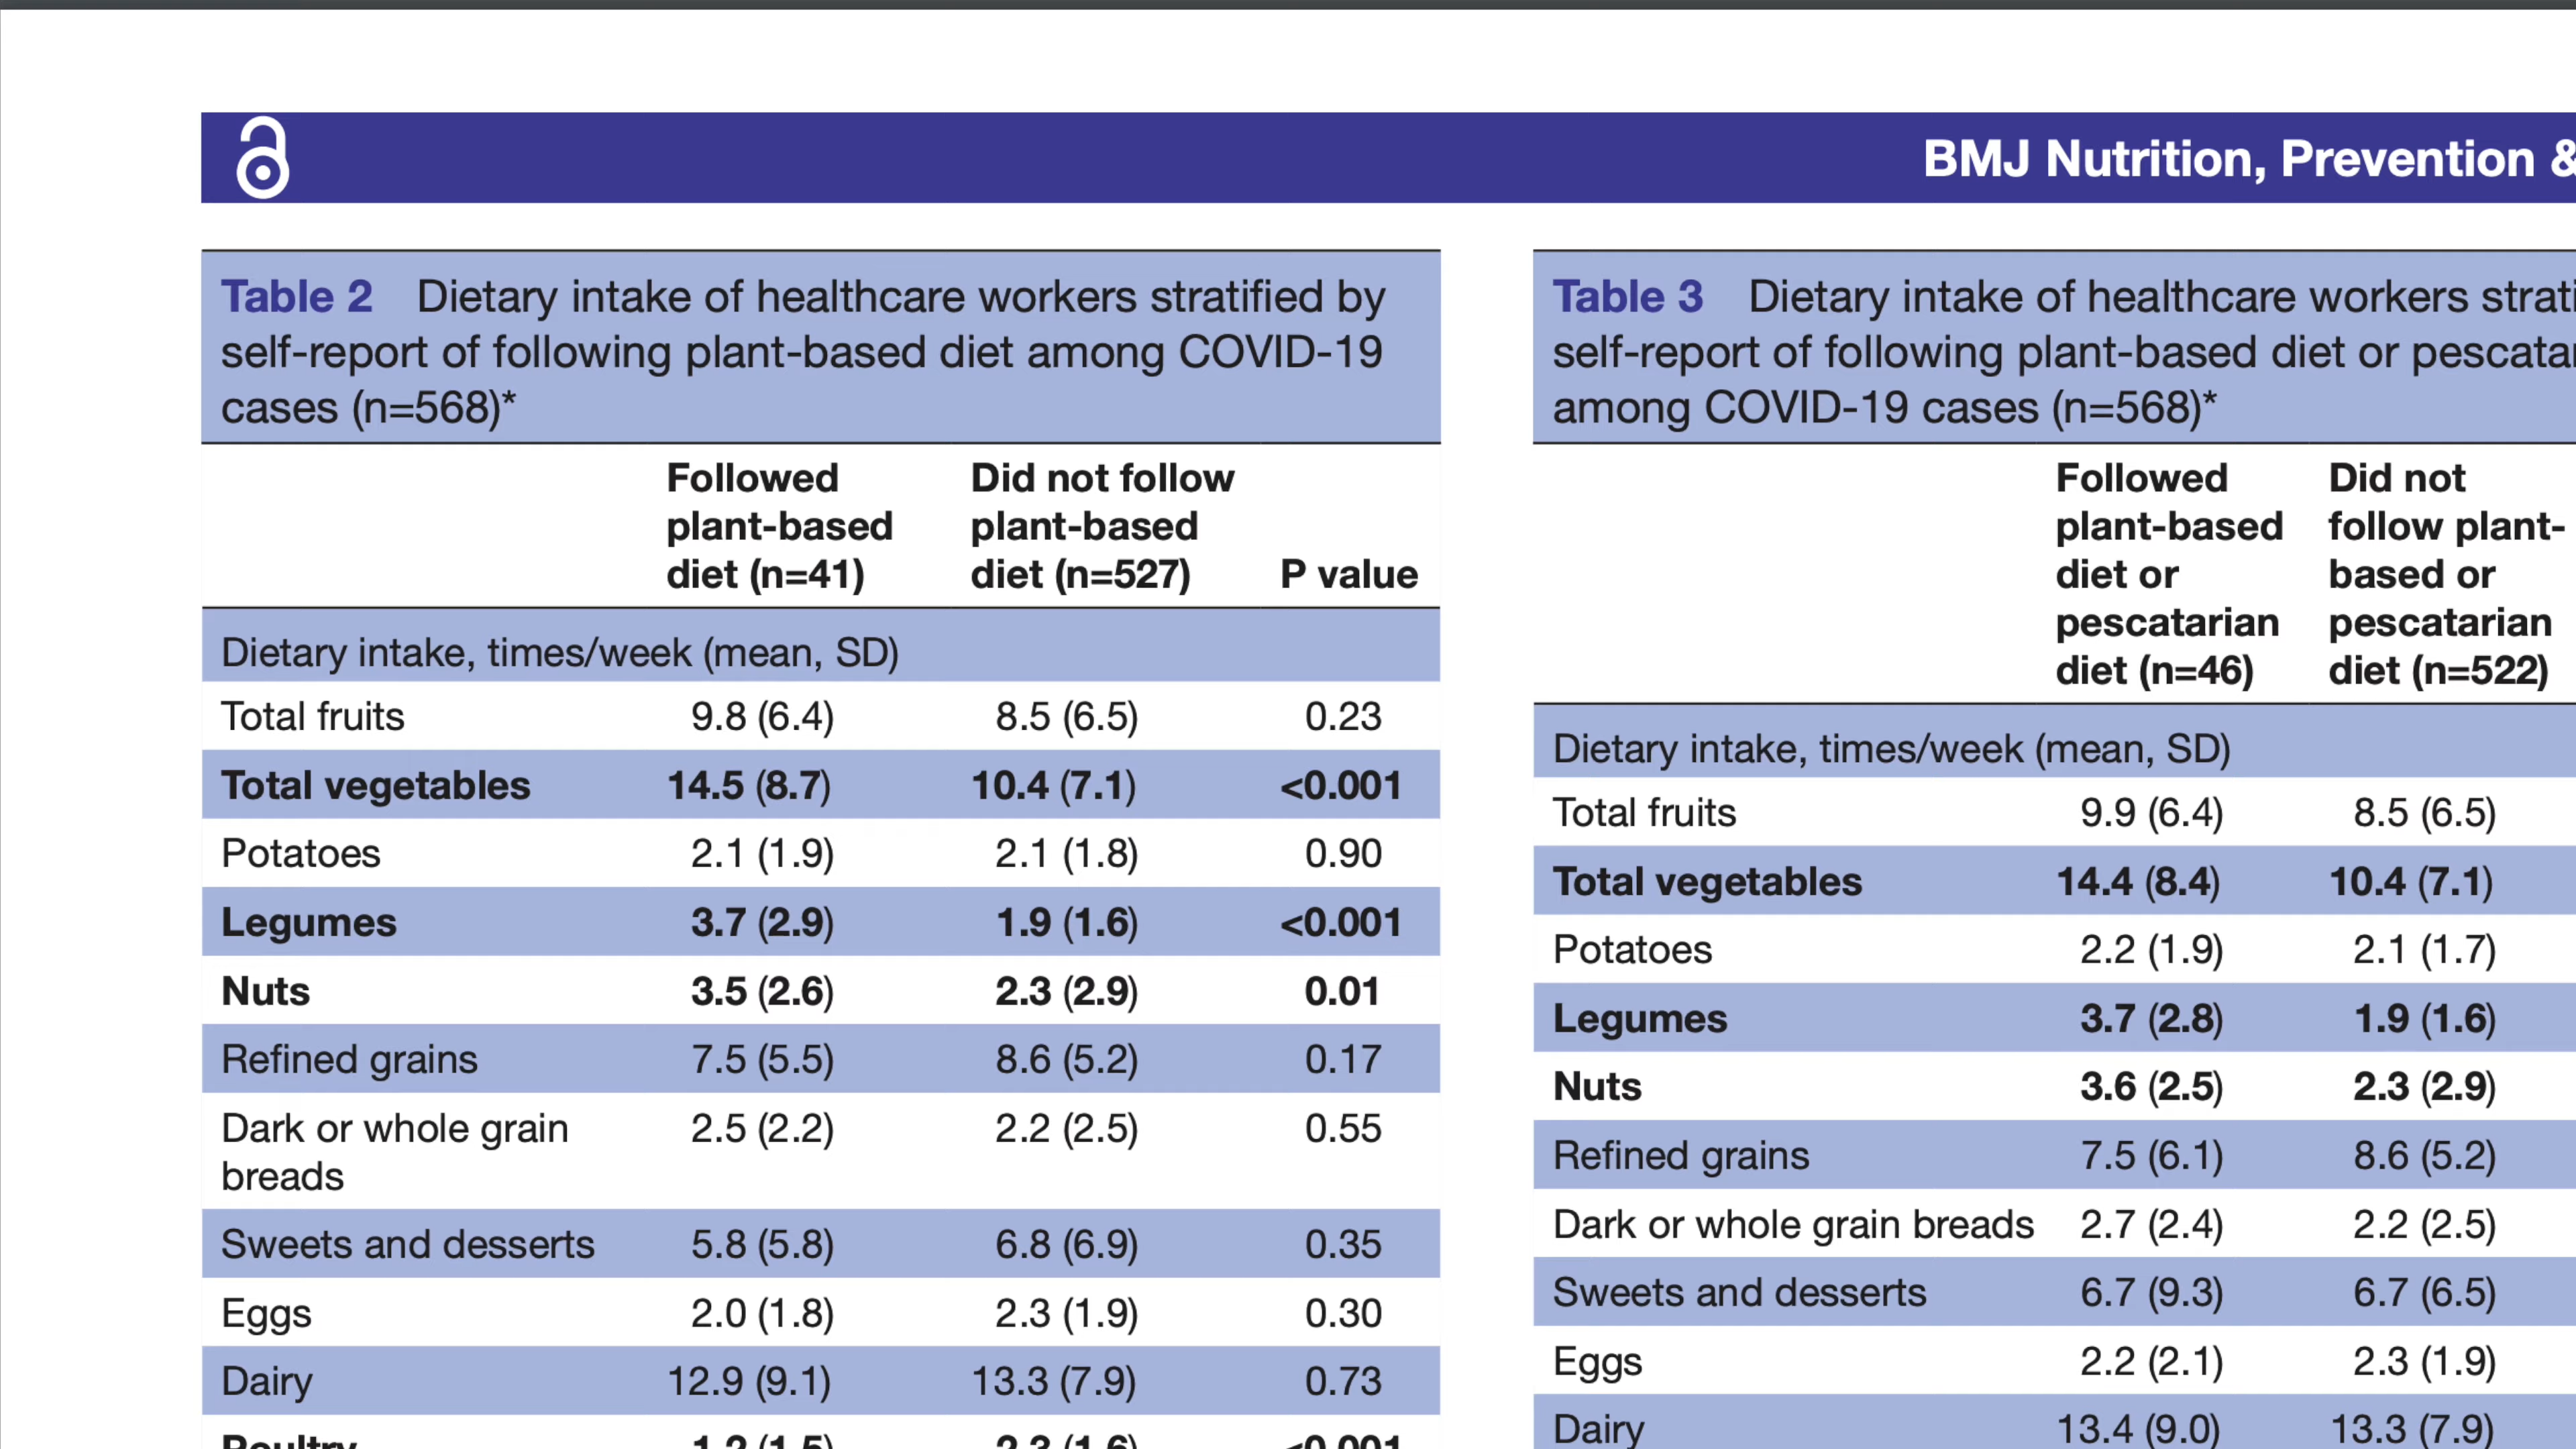 BMJ Nutrition, Prevention &
Table 2 Dietary intake of healthcare workers stratified by
self-report of following plant-based diet among COVID-19
cases (n=568)*
Followed plant-based diet (n=41) Did not follow plant-based diet (n=527) P value
Dietary intake, times/week (mean, SD)
Total fruits 9.8 (6.4) 8.5 (6.5) 0.23
Total vegetables 14.5 (8.7) 10.4 (7.1) <0.001
Potatoes 2.1 (1.9) 2.1 (1.8) 0.90
Legumes 3.7 (2.9) 1.9 (1.6) <0.001
Nuts 3.5 (2.6) 2.3 (2.9) 0.01
Refined grains 7.5 (5.5) 8.6 (5.2) 0.17
Dark or whole grain breads 2.5 (2.2) 2.2 (2.5) 0.55
Sweets and desserts 5.8 (5.8) 6.8 (6.9) 0.35
Eggs 2.0 (1.8) 2.3 (1.9) 0.30
Dairy 12.9 (9.1) 13.3 (7.9) 0.73
Poultry 1.2 (1.5) 2.3 (1.6) <0.001
Table 3 Dietary intake of healthcare workers strati
self-report of following plant-based diet or pescatar
among COVID-19 cases (n=568)*
Followed plant-based diet or pescatarian diet (n=46) Did not follow plant-based or pescatarian diet (n=522)
Dietary intake, times/week (mean, SD)
Total fruits 9.9 (6.4) 8.5 (6.5)
Total vegetables 14.4 (8.4) 10.4 (7.1)
Potatoes 2.2 (1.9) 2.1 (1.7)
Legumes 3.7 (2.8) 1.9 (1.6)
Nuts 3.6 (2.5) 2.3 (2.9)
Refined grains 7.5 (6.1) 8.6 (5.2)
Dark or whole grain breads 2.7 (2.4) 2.2 (2.5)
Sweets and desserts 6.7 (9.3) 6.7 (6.5)
Eggs 2.2 (2.1) 2.3 (1.9)
Dairy 13.4 (9.0) 13.3 (7.9)